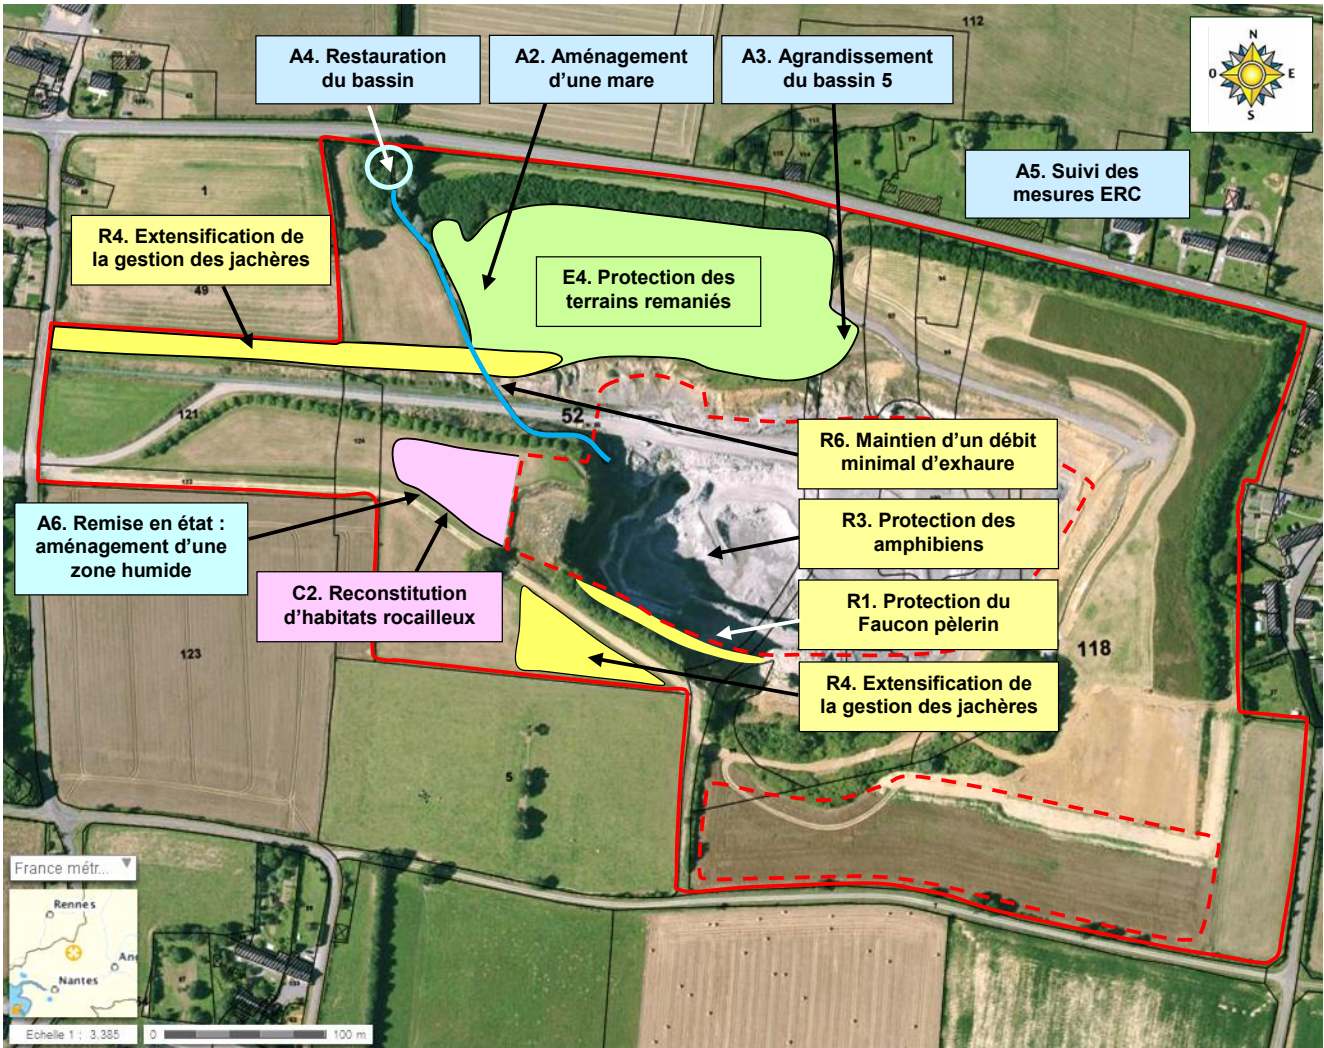 112
A4. Restauration
du bassin
A2. Aménagement
d'une mare
A3. Agrandissement
du bassin 5
N
O
E
S
A5. Suivi des
mesures ERC
1
R4. Extensification de
la gestion des jachères
49
E4. Protection des
terrains remaniés
121
52
R6. Maintien d'un débit
minimal d'exhaure
A6. Remise en état :
aménagement d'une
zone humide
R3. Protection des
amphibiens
C2. Reconstitution
d'habitats rocailleux
R1. Protection du
Faucon pèlerin
123
118
R4. Extensification de
la gestion des jachères
5
France métr...
Rennes
An
Nantes
Echelle 1 : 3,385
0
100 m